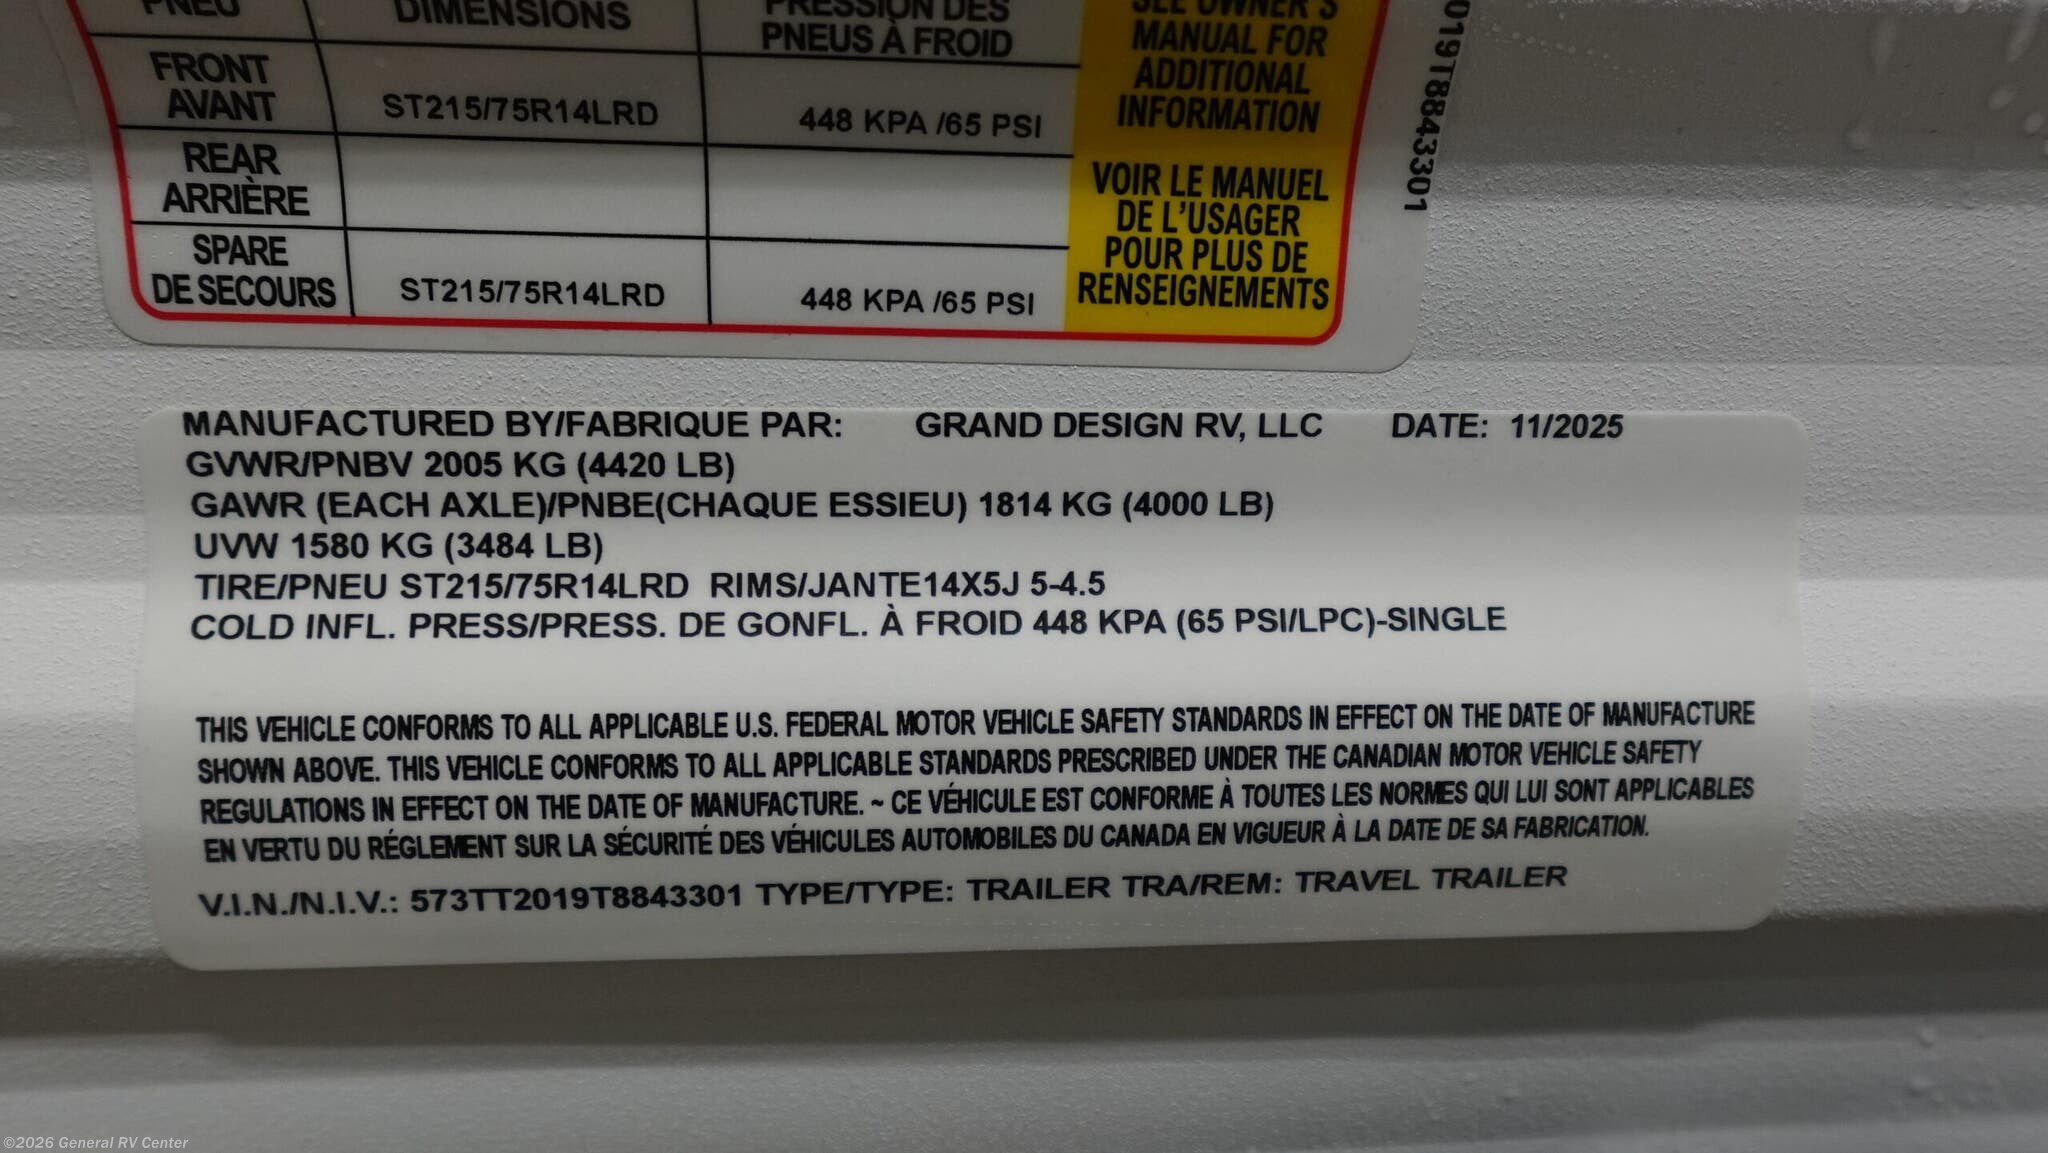 PNEU
DIMENSIONS
PRESSION DES
PNEUS À FROID
FRONT
AVANT
ST215/75R14LRD
448 KPA /65 PSI
REAR
ARRIÈRE
SPARE
DE SECOURS
ST215/75R14LRD
448 KPA /65 PSI
SEE OWNER'S
MANUAL FOR
ADDITIONAL
INFORMATION
VOIR LE MANUEL
DE L'USAGER
POUR PLUS DE
RENSEIGNEMENTS
019T8843301
MANUFACTURED BY/FABRIQUE PAR: GRAND DESIGN RV, LLC DATE: 11/2025
GVWR/PNBV 2005 KG (4420 LB)
GAWR (EACH AXLE)/PNBE(CHAQUE ESSIEU) 1814 KG (4000 LB)
UVW 1580 KG (3484 LB)
TIRE/PNEU ST215/75R14LRD RIMS/JANTE14X5J 5-4.5
COLD INFL. PRESS/PRESS. DE GONFL. À FROID 448 KPA (65 PSI/LPC)-SINGLE
THIS VEHICLE CONFORMS TO ALL APPLICABLE U.S. FEDERAL MOTOR VEHICLE SAFETY STANDARDS IN EFFECT ON THE DATE OF MANUFACTURE
SHOWN ABOVE. THIS VEHICLE CONFORMS TO ALL APPLICABLE STANDARDS PRESCRIBED UNDER THE CANADIAN MOTOR VEHICLE SAFETY
REGULATIONS IN EFFECT ON THE DATE OF MANUFACTURE. ~ CE VÉHICULE EST CONFORME À TOUTES LES NORMES QUI LUI SONT APPLICABLES
EN VERTU DU RÉGLEMENT SUR LA SÉCURITÉ DES VÉHICULES AUTOMOBILES DU CANADA EN VIGUEUR À LA DATE DE SA FABRICATION.
V.I.N./N.I.V.: 573TT2019T8843301 TYPE/TYPE: TRAILER TRA/REM: TRAVEL TRAILER
©2026 General RV Center